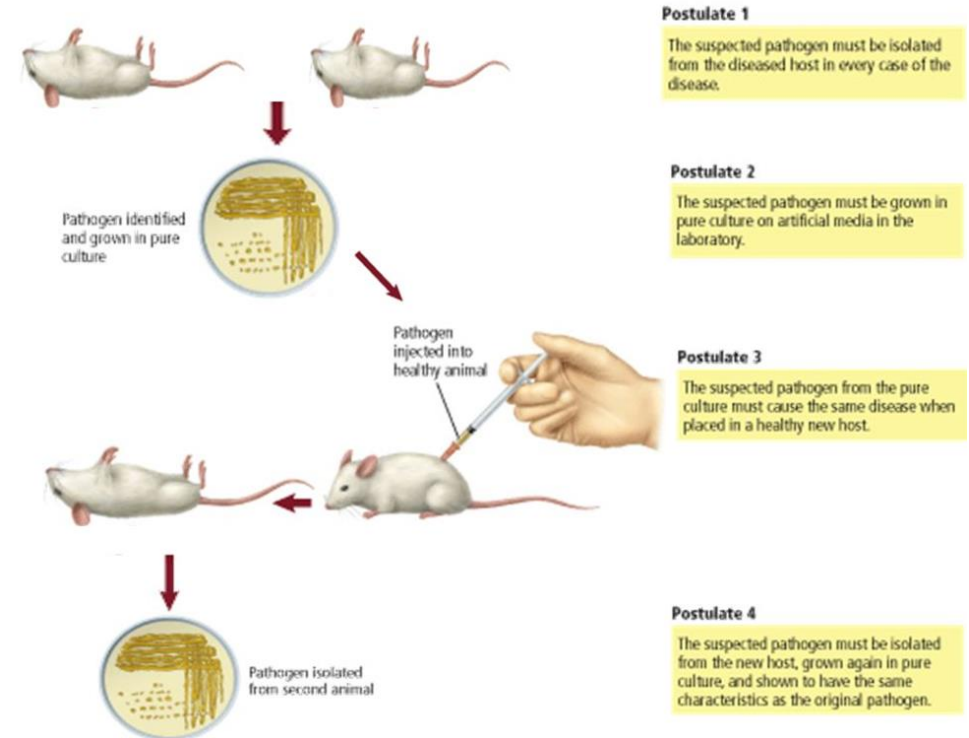 Postulate 1
The suspected pathogen must be isolated
from the diseased host in every case of the
disease.
Postulate 2
The suspected pathogen must be grown in
pure culture on artificial media in the
laboratory.
Pathogen identified
and grown in pure
culture
Pathogen
injected into
healthy animal
Postulate 3
The suspected pathogen from the pure
culture must cause the same disease when
placed in a healthy new host.
Postulate 4
The suspected pathogen must be isolated
from the new host, grown again in pure
culture, and shown to have the same
characteristics as the original pathogen.
Pathogen isolated
from second animal